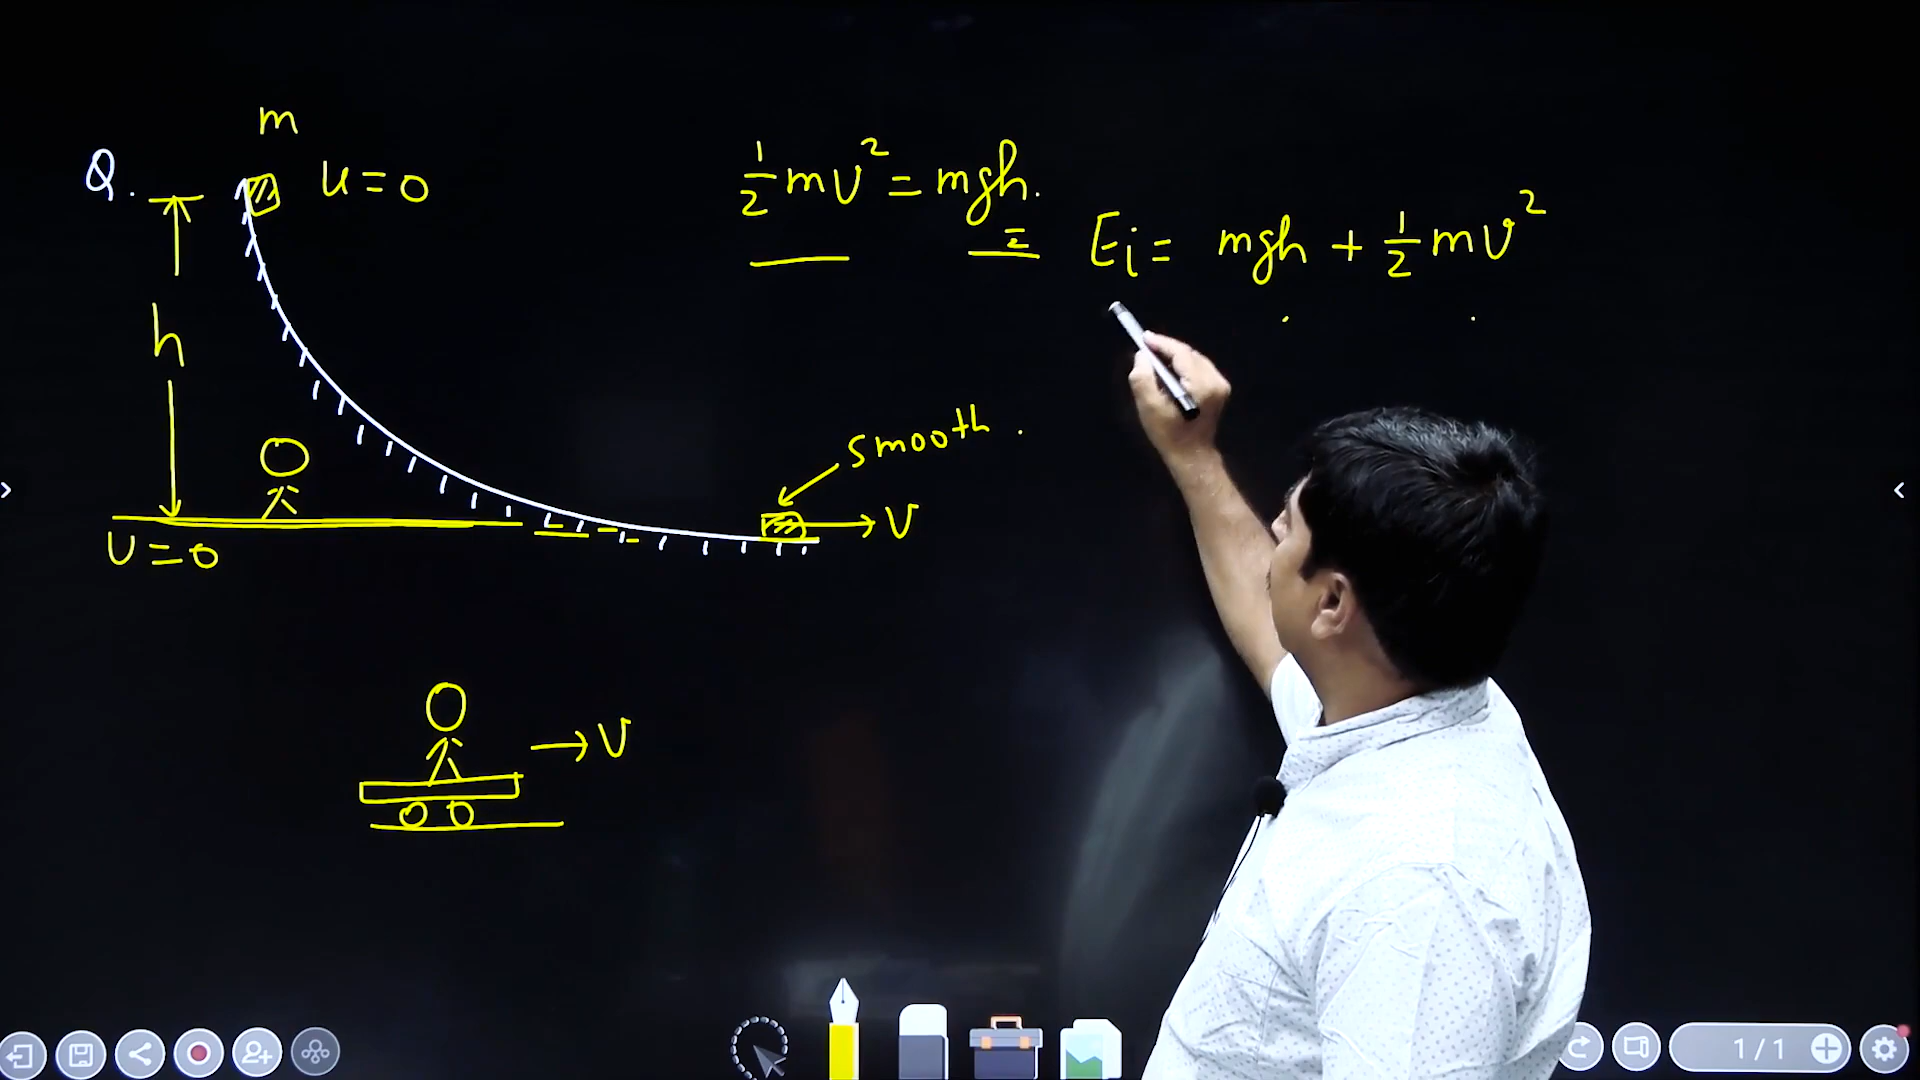 m
Q. u=0
½mv²=mgh.
Ei= mgh + ½mv²
h
smooth.
v
U=0
v
1/1